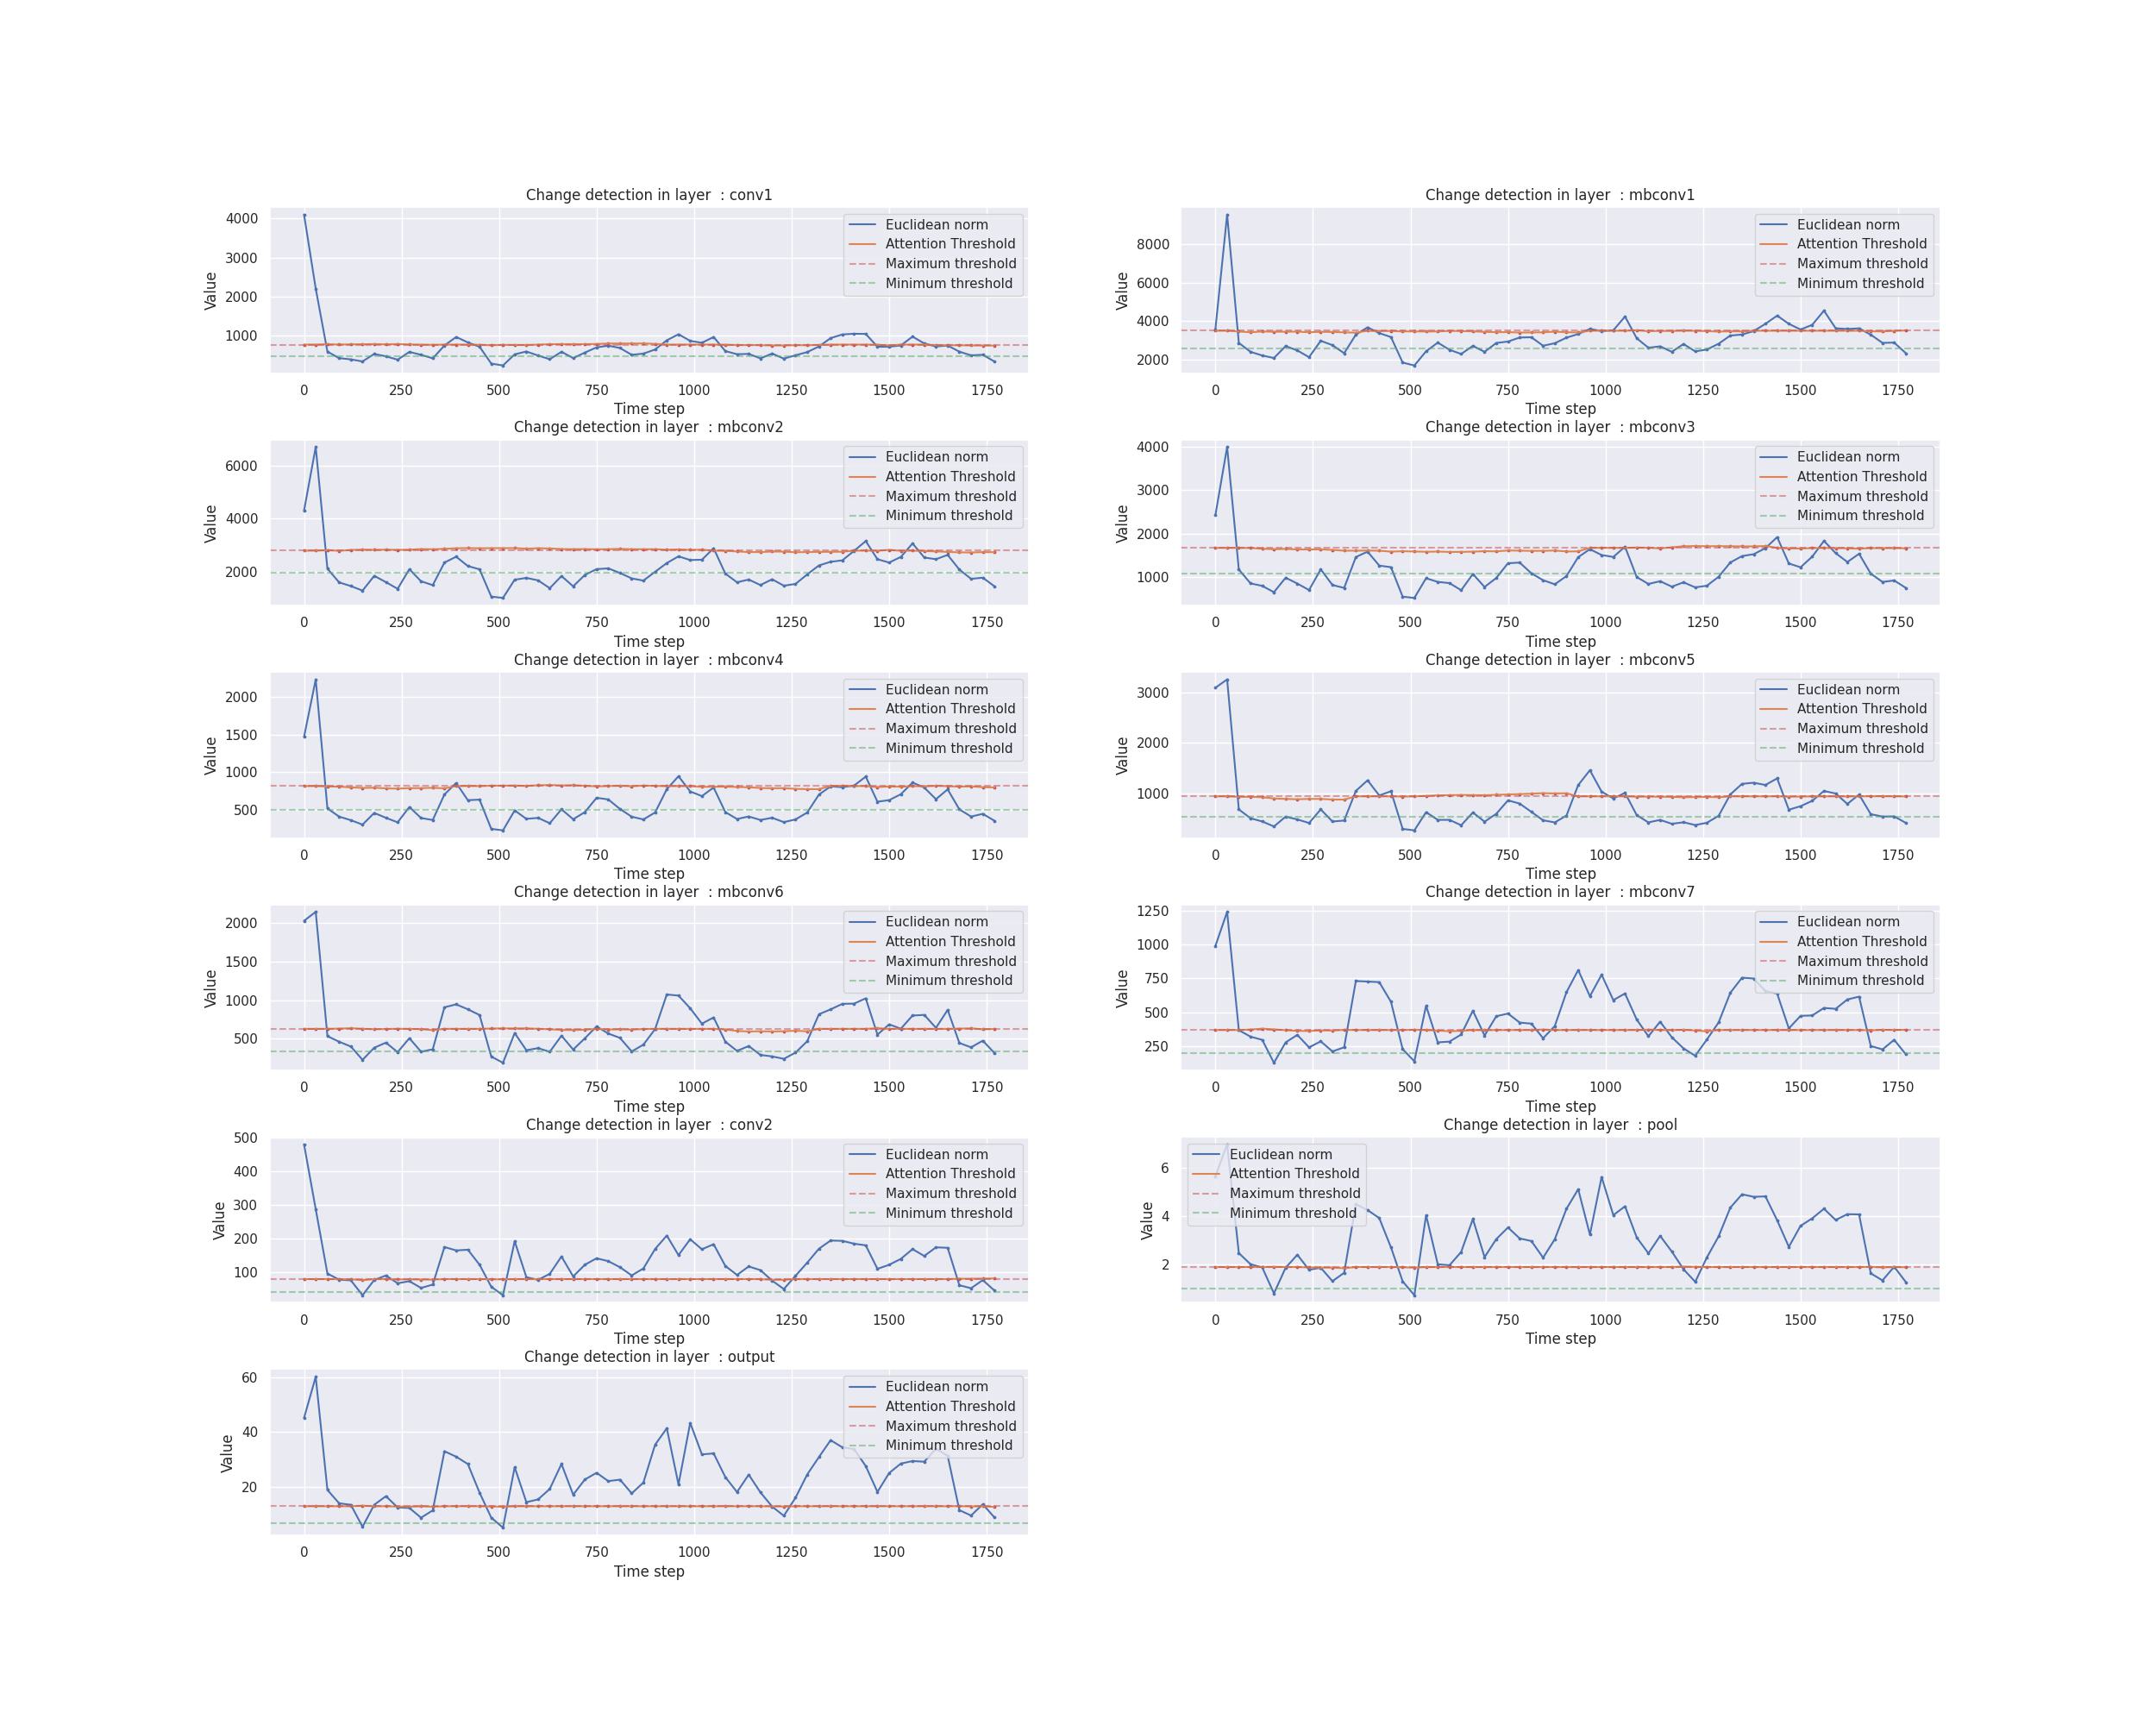 Change detection in layer  : conv1
Value
4000
3000
2000
1000
Euclidean norm
Attention Threshold
Maximum threshold
Minimum threshold
0 250 500 750 1000 1250 1500 1750
Time step
Change detection in layer  : mbconv1
Value
8000
6000
4000
2000
Euclidean norm
Attention Threshold
Maximum threshold
Minimum threshold
0 250 500 750 1000 1250 1500 1750
Time step
Change detection in layer  : mbconv2
Value
6000
4000
2000
Euclidean norm
Attention Threshold
Maximum threshold
Minimum threshold
0 250 500 750 1000 1250 1500 1750
Time step
Change detection in layer  : mbconv3
Value
4000
3000
2000
1000
Euclidean norm
Attention Threshold
Maximum threshold
Minimum threshold
0 250 500 750 1000 1250 1500 1750
Time step
Change detection in layer  : mbconv4
Value
2000
1500
1000
500
Euclidean norm
Attention Threshold
Maximum threshold
Minimum threshold
0 250 500 750 1000 1250 1500 1750
Time step
Change detection in layer  : mbconv5
Value
3000
2000
1000
Euclidean norm
Attention Threshold
Maximum threshold
Minimum threshold
0 250 500 750 1000 1250 1500 1750
Time step
Change detection in layer  : mbconv6
Value
2000
1500
1000
500
Euclidean norm
Attention Threshold
Maximum threshold
Minimum threshold
0 250 500 750 1000 1250 1500 1750
Time step
Change detection in layer  : mbconv7
Value
1250
1000
750
500
250
Euclidean norm
Attention Threshold
Maximum threshold
Minimum threshold
0 250 500 750 1000 1250 1500 1750
Time step
Change detection in layer  : conv2
Value
500
400
300
200
100
Euclidean norm
Attention Threshold
Maximum threshold
Minimum threshold
0 250 500 750 1000 1250 1500 1750
Time step
Change detection in layer  : pool
Value
6
4
2
Euclidean norm
Attention Threshold
Maximum threshold
Minimum threshold
0 250 500 750 1000 1250 1500 1750
Time step
Change detection in layer  : output
Value
60
40
20
Euclidean norm
Attention Threshold
Maximum threshold
Minimum threshold
0 250 500 750 1000 1250 1500 1750
Time step